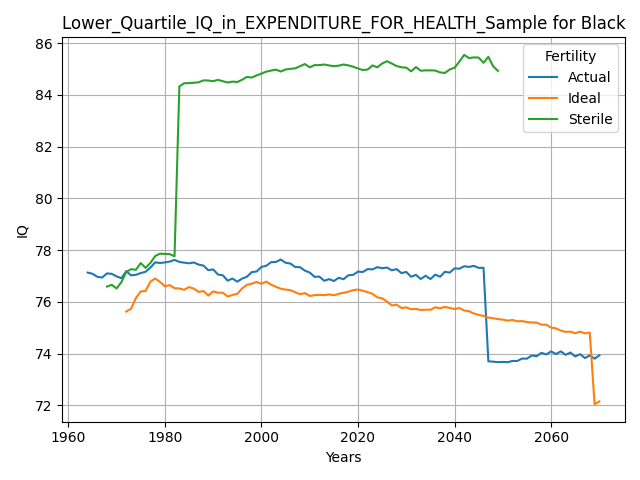 Lower_Quartile_IQ_in_EXPENDITURE_FOR_HEALTH_Sample for Black
Fertility
Actual
Ideal
Sterile
IQ
86
84
82
80
78
76
74
72
1960
1980
2000
2020
2040
2060
Years